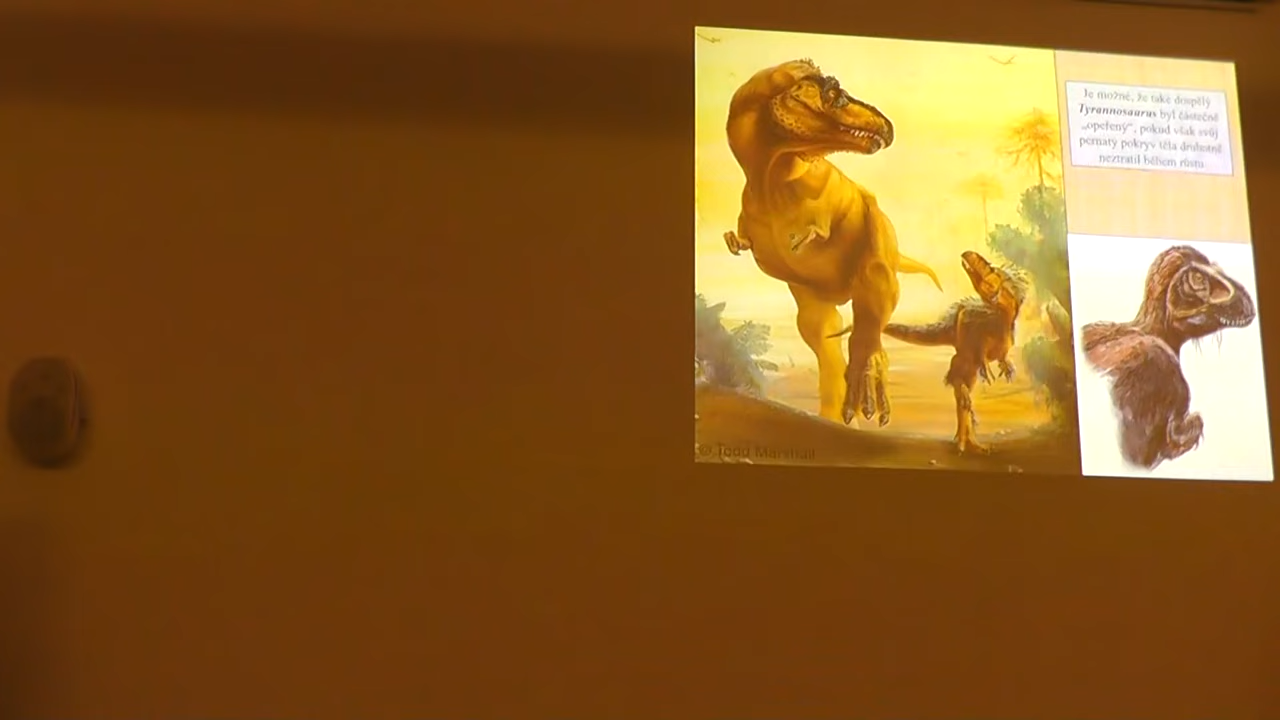 Je možné, že také dospělý
Tyrannosaurus byl částečně
„opeřený“, pokud však svůj
pernatý pokryv těla druhotně
neztratil během růstu
© Todd Marshall